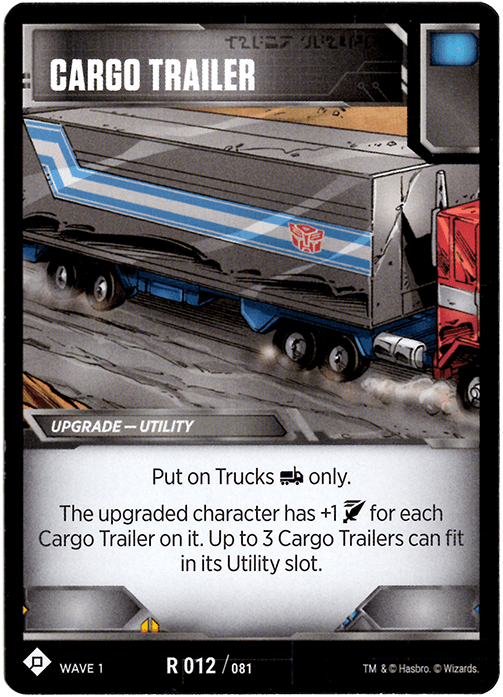 CARGO TRAILER
UPGRADE — UTILITY
Put on Trucks only.
The upgraded character has +1 for each
Cargo Trailer on it. Up to 3 Cargo Trailers can fit
in its Utility slot.
WAVE 1
R 012 / 081
TM & © Hasbro. © Wizards.